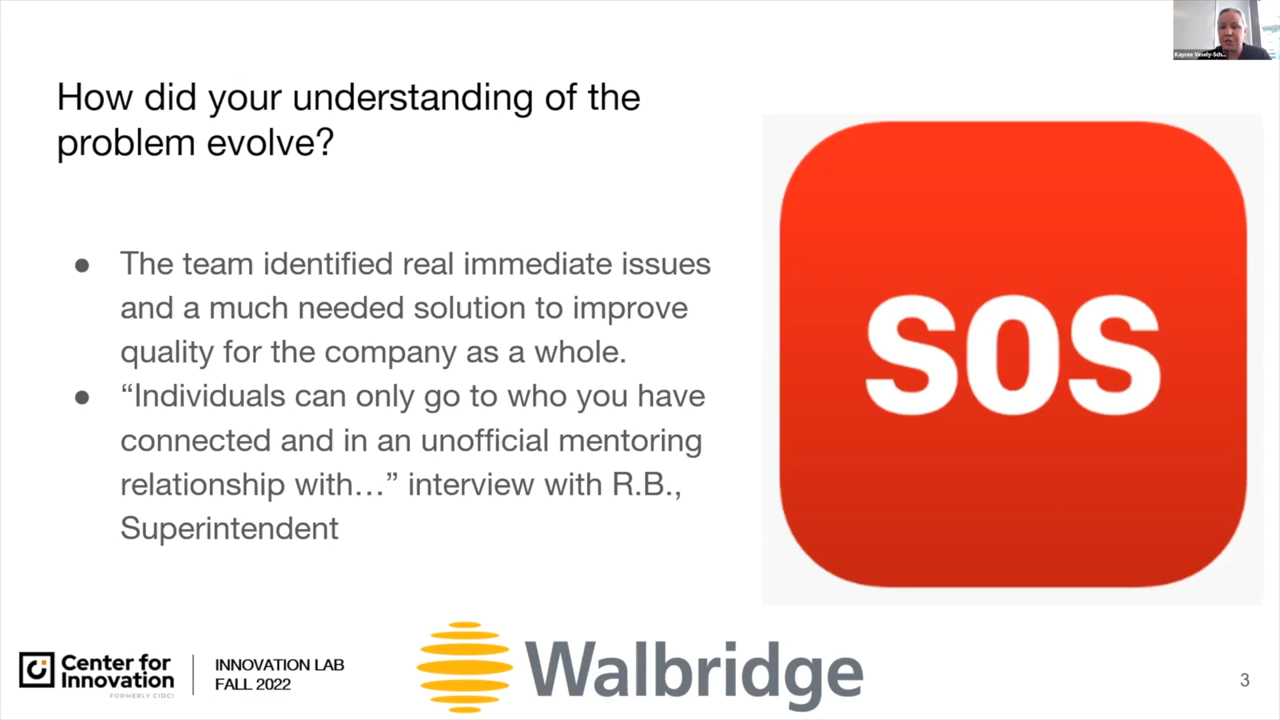 Kaycee Vesely-Sch...
How did your understanding of the
problem evolve?
● The team identified real immediate issues
and a much needed solution to improve
quality for the company as a whole.
● “Individuals can only go to who you have
connected and in an unofficial mentoring
relationship with…” interview with R.B.,
Superintendent
SOS
Center for
Innovation
FORMERLY CIDCI
INNOVATION LAB
FALL 2022
Walbridge
3